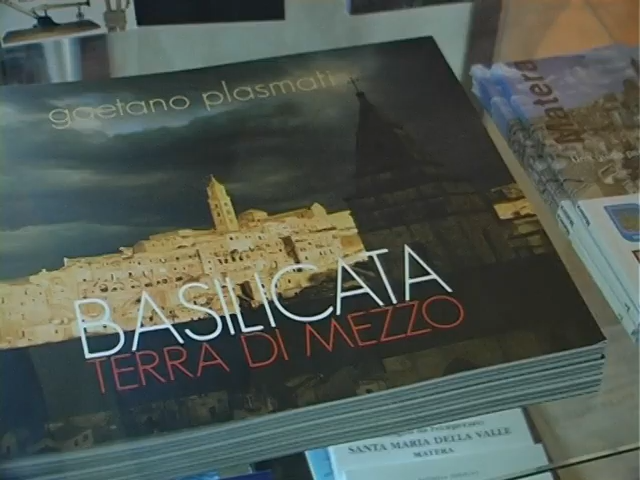 gaetano plasmati
BASILICATA
TERRA DI MEZZO
Matera
SANTA MARIA DELLA VALLE
MATERA